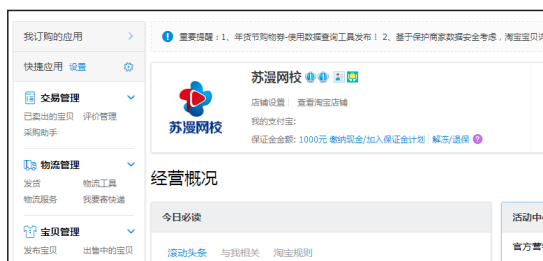 我订购的应用
快捷应用 设置
交易管理
已卖出的宝贝 评价管理
采购助手
物流管理
发货 物流工具
物流服务 我要寄快递
宝贝管理
发布宝贝 出售中的宝贝
重要提醒：1、年货节购物券-使用数据查询工具发布！ 2、基于保护商家数据安全考虑，淘宝宝贝
苏漫网校
苏漫网校
店铺设置 查看淘宝店铺
我的支付宝:
保证金金额: 1000元 缴纳现金/加入保证金计划 解冻/退保 ?
经营概况
今日必读
滚动头条 与我相关 淘宝规则
活动中
官方营